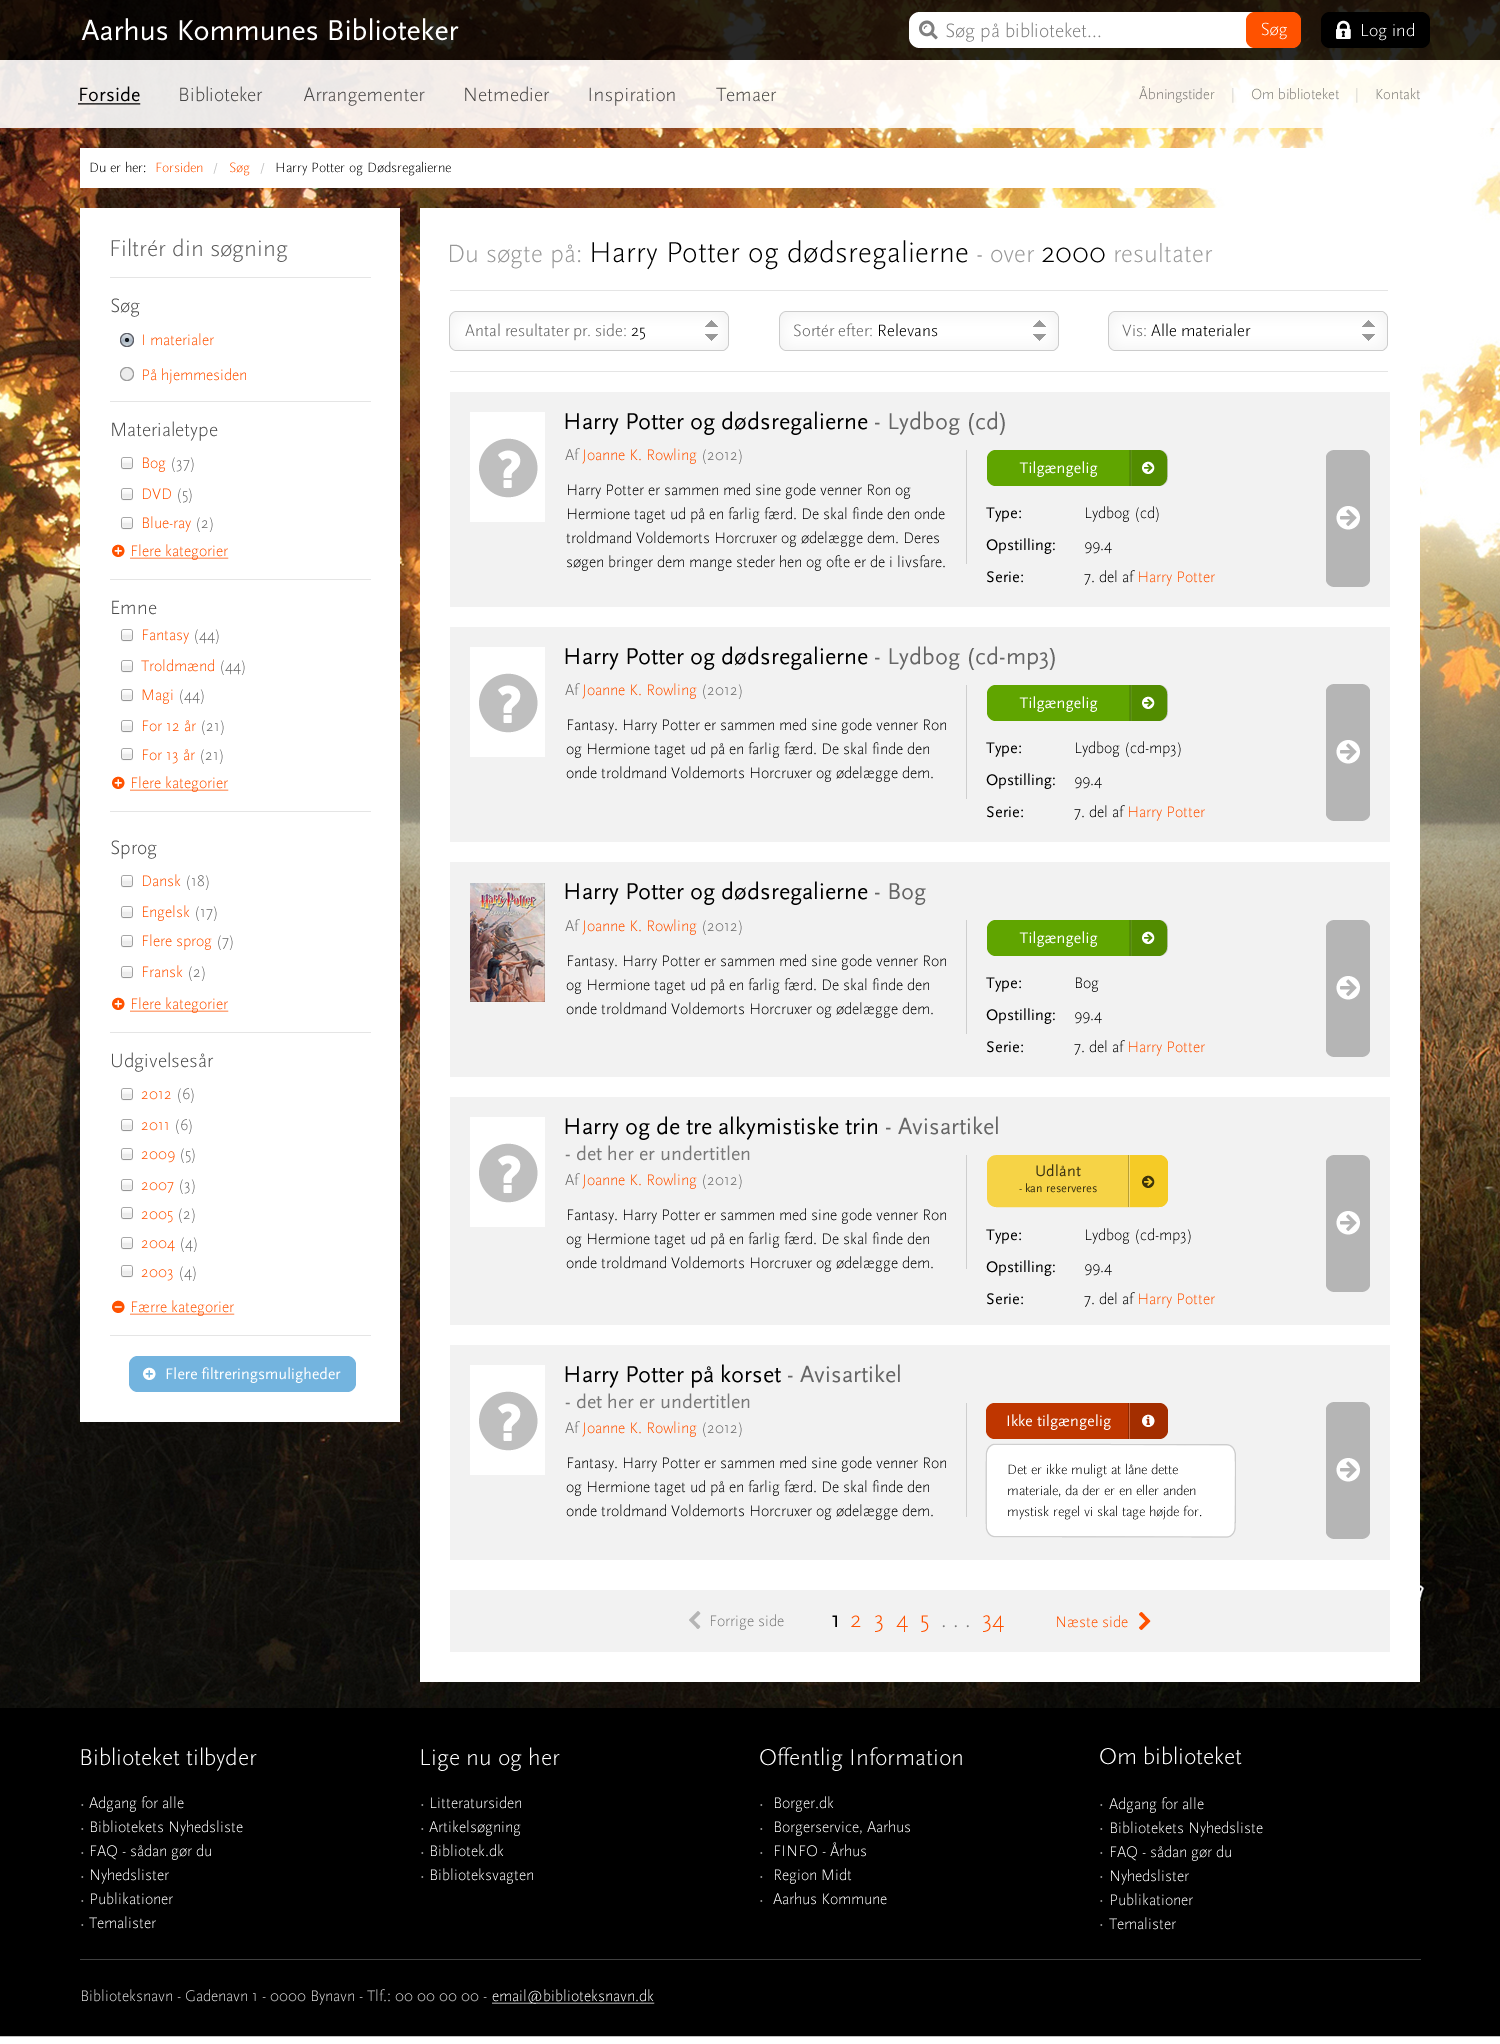 Aarhus Kommunes Biblioteker
Søg på biblioteket...
Søg
Log ind
Forside
Biblioteker
Arrangementer
Netmedier
Inspiration
Temaer
Åbningstider | Om biblioteket | Kontakt
Du er her: Forsiden / Søg / Harry Potter og Dødsregalierne
Filtrér din søgning
Søg
I materialer
På hjemmesiden
Materialetype
Bog (37)
DVD (5)
Blue-ray (2)
Flere kategorier
Emne
Fantasy (44)
Troldmænd (44)
Magi (44)
For 12 år (21)
For 13 år (21)
Flere kategorier
Sprog
Dansk (18)
Engelsk (17)
Flere sprog (7)
Fransk (2)
Flere kategorier
Udgivelsesår
2012 (6)
2011 (6)
2009 (5)
2007 (3)
2005 (2)
2004 (4)
2003 (4)
Færre kategorier
Flere filtreringsmuligheder
Du søgte på: Harry Potter og dødsregalierne - over 2000 resultater
Antal resultater pr. side: 25
Sortér efter: Relevans
Vis: Alle materialer
Harry Potter og dødsregalierne - Lydbog (cd)
Af Joanne K. Rowling (2012)
Harry Potter er sammen med sine gode venner Ron og
Hermione taget ud på en farlig færd. De skal finde den onde
troldmand Voldemorts Horcruxer og ødelægge dem. Deres
søgen bringer dem mange steder hen og ofte er de i livsfare.
Tilgængelig
Type: Lydbog (cd)
Opstilling: 99.4
Serie: 7. del af Harry Potter
Harry Potter og dødsregalierne - Lydbog (cd-mp3)
Af Joanne K. Rowling (2012)
Fantasy. Harry Potter er sammen med sine gode venner Ron
og Hermione taget ud på en farlig færd. De skal finde den
onde troldmand Voldemorts Horcruxer og ødelægge dem.
Tilgængelig
Type: Lydbog (cd-mp3)
Opstilling: 99.4
Serie: 7. del af Harry Potter
Harry Potter
Harry Potter og dødsregalierne - Bog
Af Joanne K. Rowling (2012)
Fantasy. Harry Potter er sammen med sine gode venner Ron
og Hermione taget ud på en farlig færd. De skal finde den
onde troldmand Voldemorts Horcruxer og ødelægge dem.
Tilgængelig
Type: Bog
Opstilling: 99.4
Serie: 7. del af Harry Potter
Harry og de tre alkymistiske trin - Avisartikel
- det her er undertitlen
Af Joanne K. Rowling (2012)
Fantasy. Harry Potter er sammen med sine gode venner Ron
og Hermione taget ud på en farlig færd. De skal finde den
onde troldmand Voldemorts Horcruxer og ødelægge dem.
Udlånt
- kan reserveres
Type: Lydbog (cd-mp3)
Opstilling: 99.4
Serie: 7. del af Harry Potter
Harry Potter på korset - Avisartikel
- det her er undertitlen
Af Joanne K. Rowling (2012)
Fantasy. Harry Potter er sammen med sine gode venner Ron
og Hermione taget ud på en farlig færd. De skal finde den
onde troldmand Voldemorts Horcruxer og ødelægge dem.
Ikke tilgængelig
Det er ikke muligt at låne dette
materiale, da der er en eller anden
mystisk regel vi skal tage højde for.
Forrige side 1 2 3 4 5 . . . 34 Næste side
Biblioteket tilbyder
· Adgang for alle
· Bibliotekets Nyhedsliste
· FAQ - sådan gør du
· Nyhedslister
· Publikationer
· Temalister
Lige nu og her
· Litteratursiden
· Artikelsøgning
· Bibliotek.dk
· Biblioteksvagten
Offentlig Information
· Borger.dk
· Borgerservice, Aarhus
· FINFO - Århus
· Region Midt
· Aarhus Kommune
Om biblioteket
· Adgang for alle
· Bibliotekets Nyhedsliste
· FAQ - sådan gør du
· Nyhedslister
· Publikationer
· Temalister
Biblioteksnavn - Gadenavn 1 - 0000 Bynavn - Tlf.: 00 00 00 00 - email@biblioteksnavn.dk